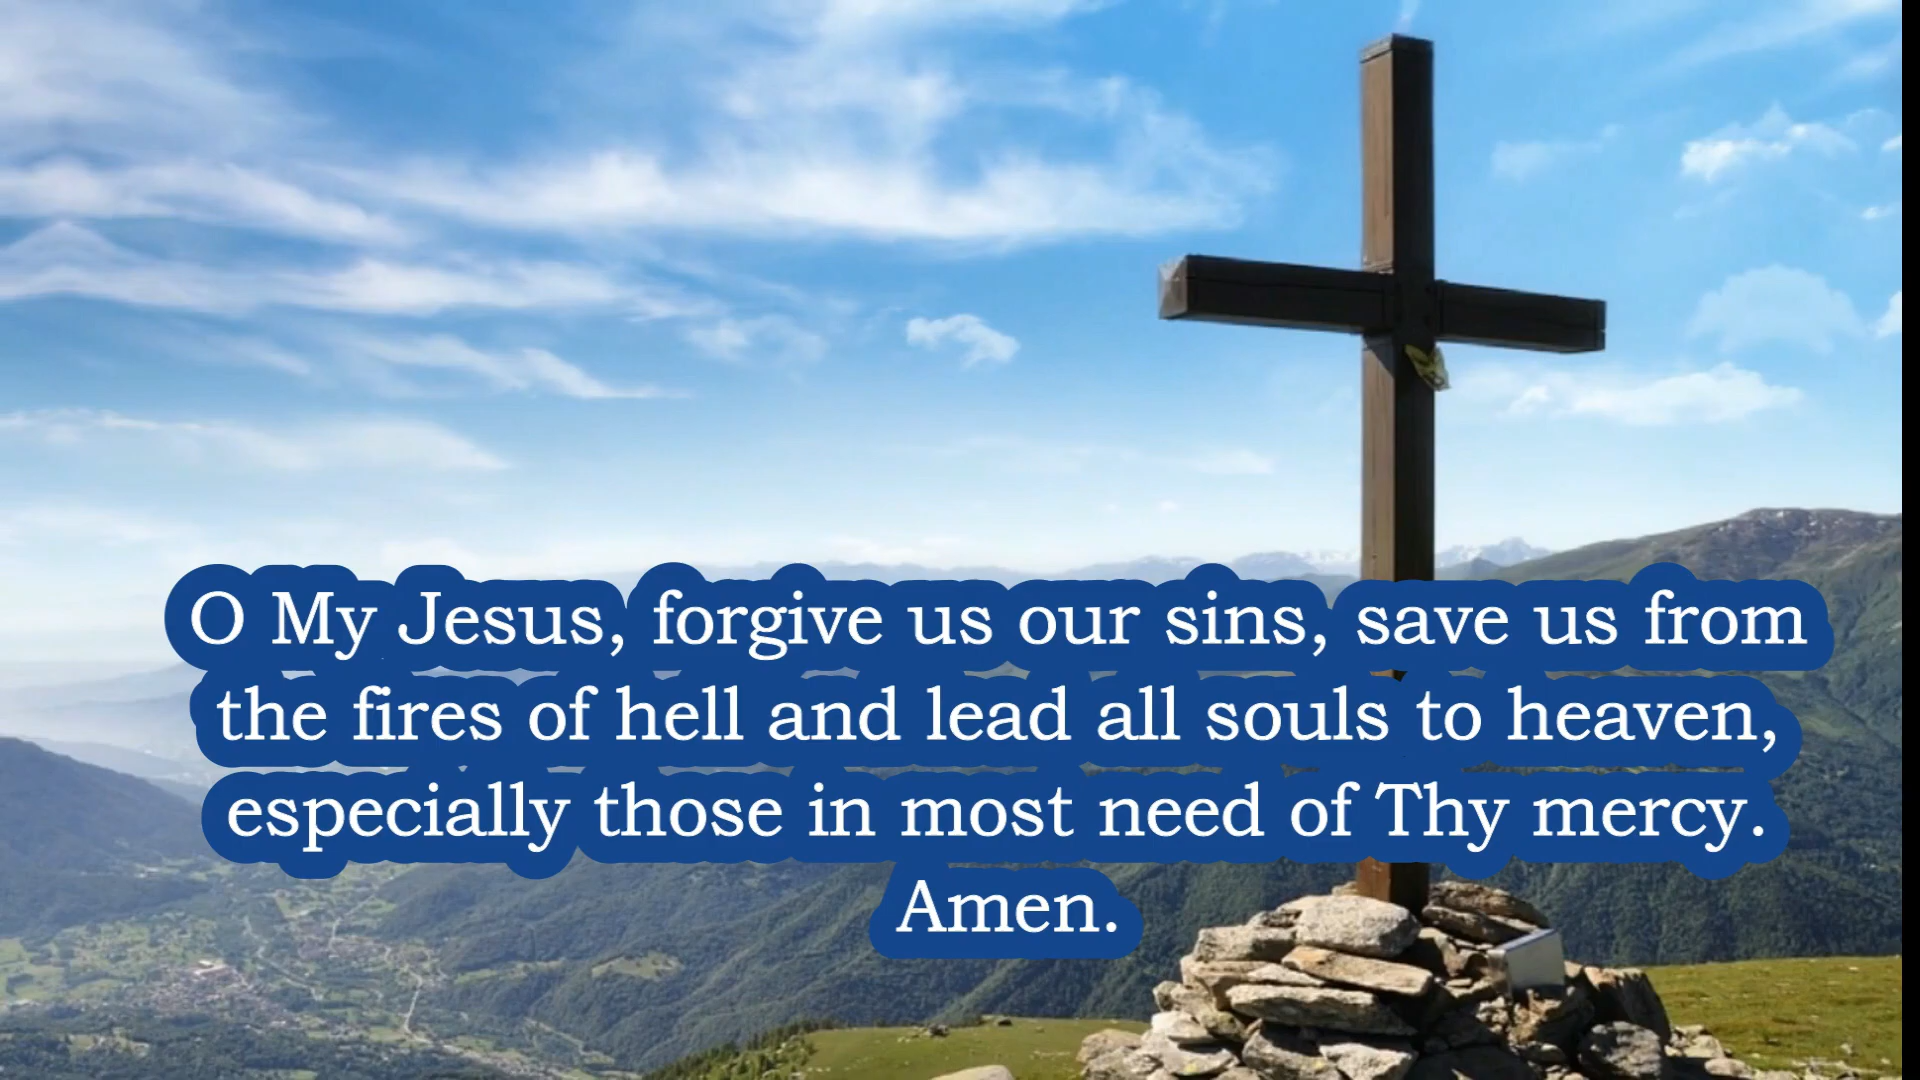 O My Jesus, forgive us our sins, save us from
the fires of hell and lead all souls to heaven,
especially those in most need of Thy mercy.
Amen.